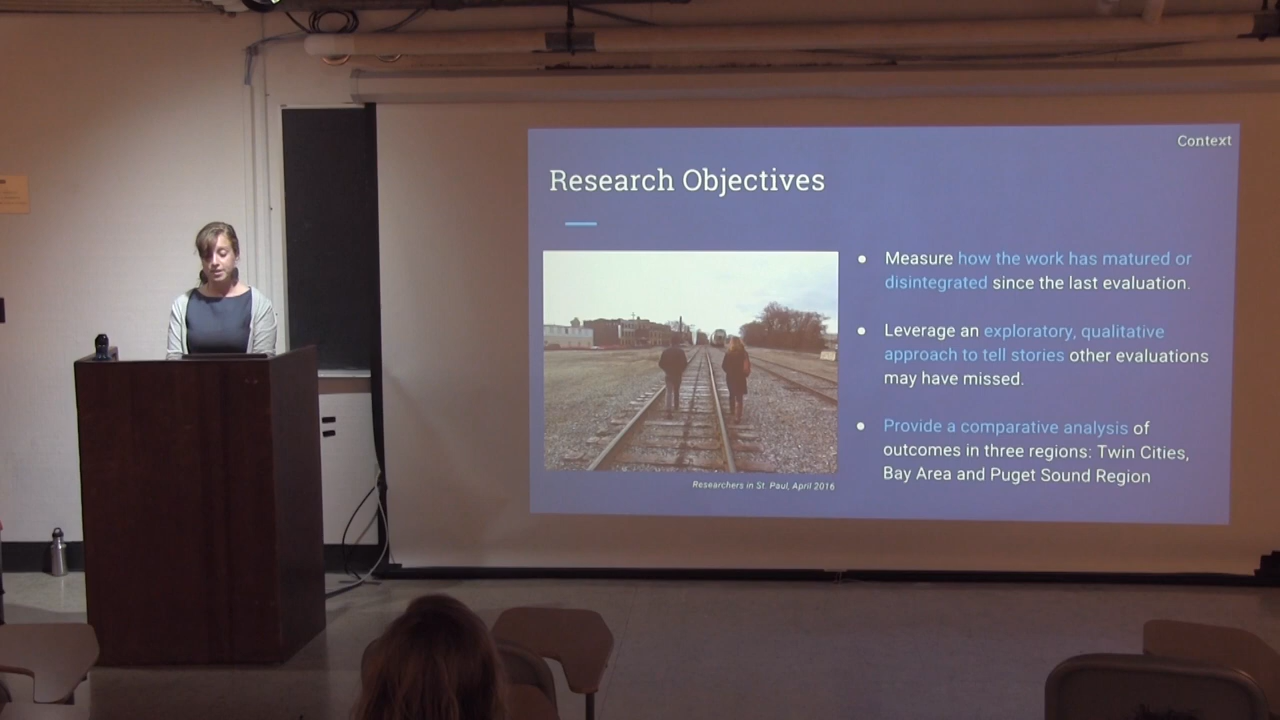 Context
Research Objectives
● Measure how the work has matured or
disintegrated since the last evaluation.
● Leverage an exploratory, qualitative
approach to tell stories other evaluations
may have missed.
● Provide a comparative analysis of
outcomes in three regions: Twin Cities,
Bay Area and Puget Sound Region
Researchers in St. Paul, April 2016